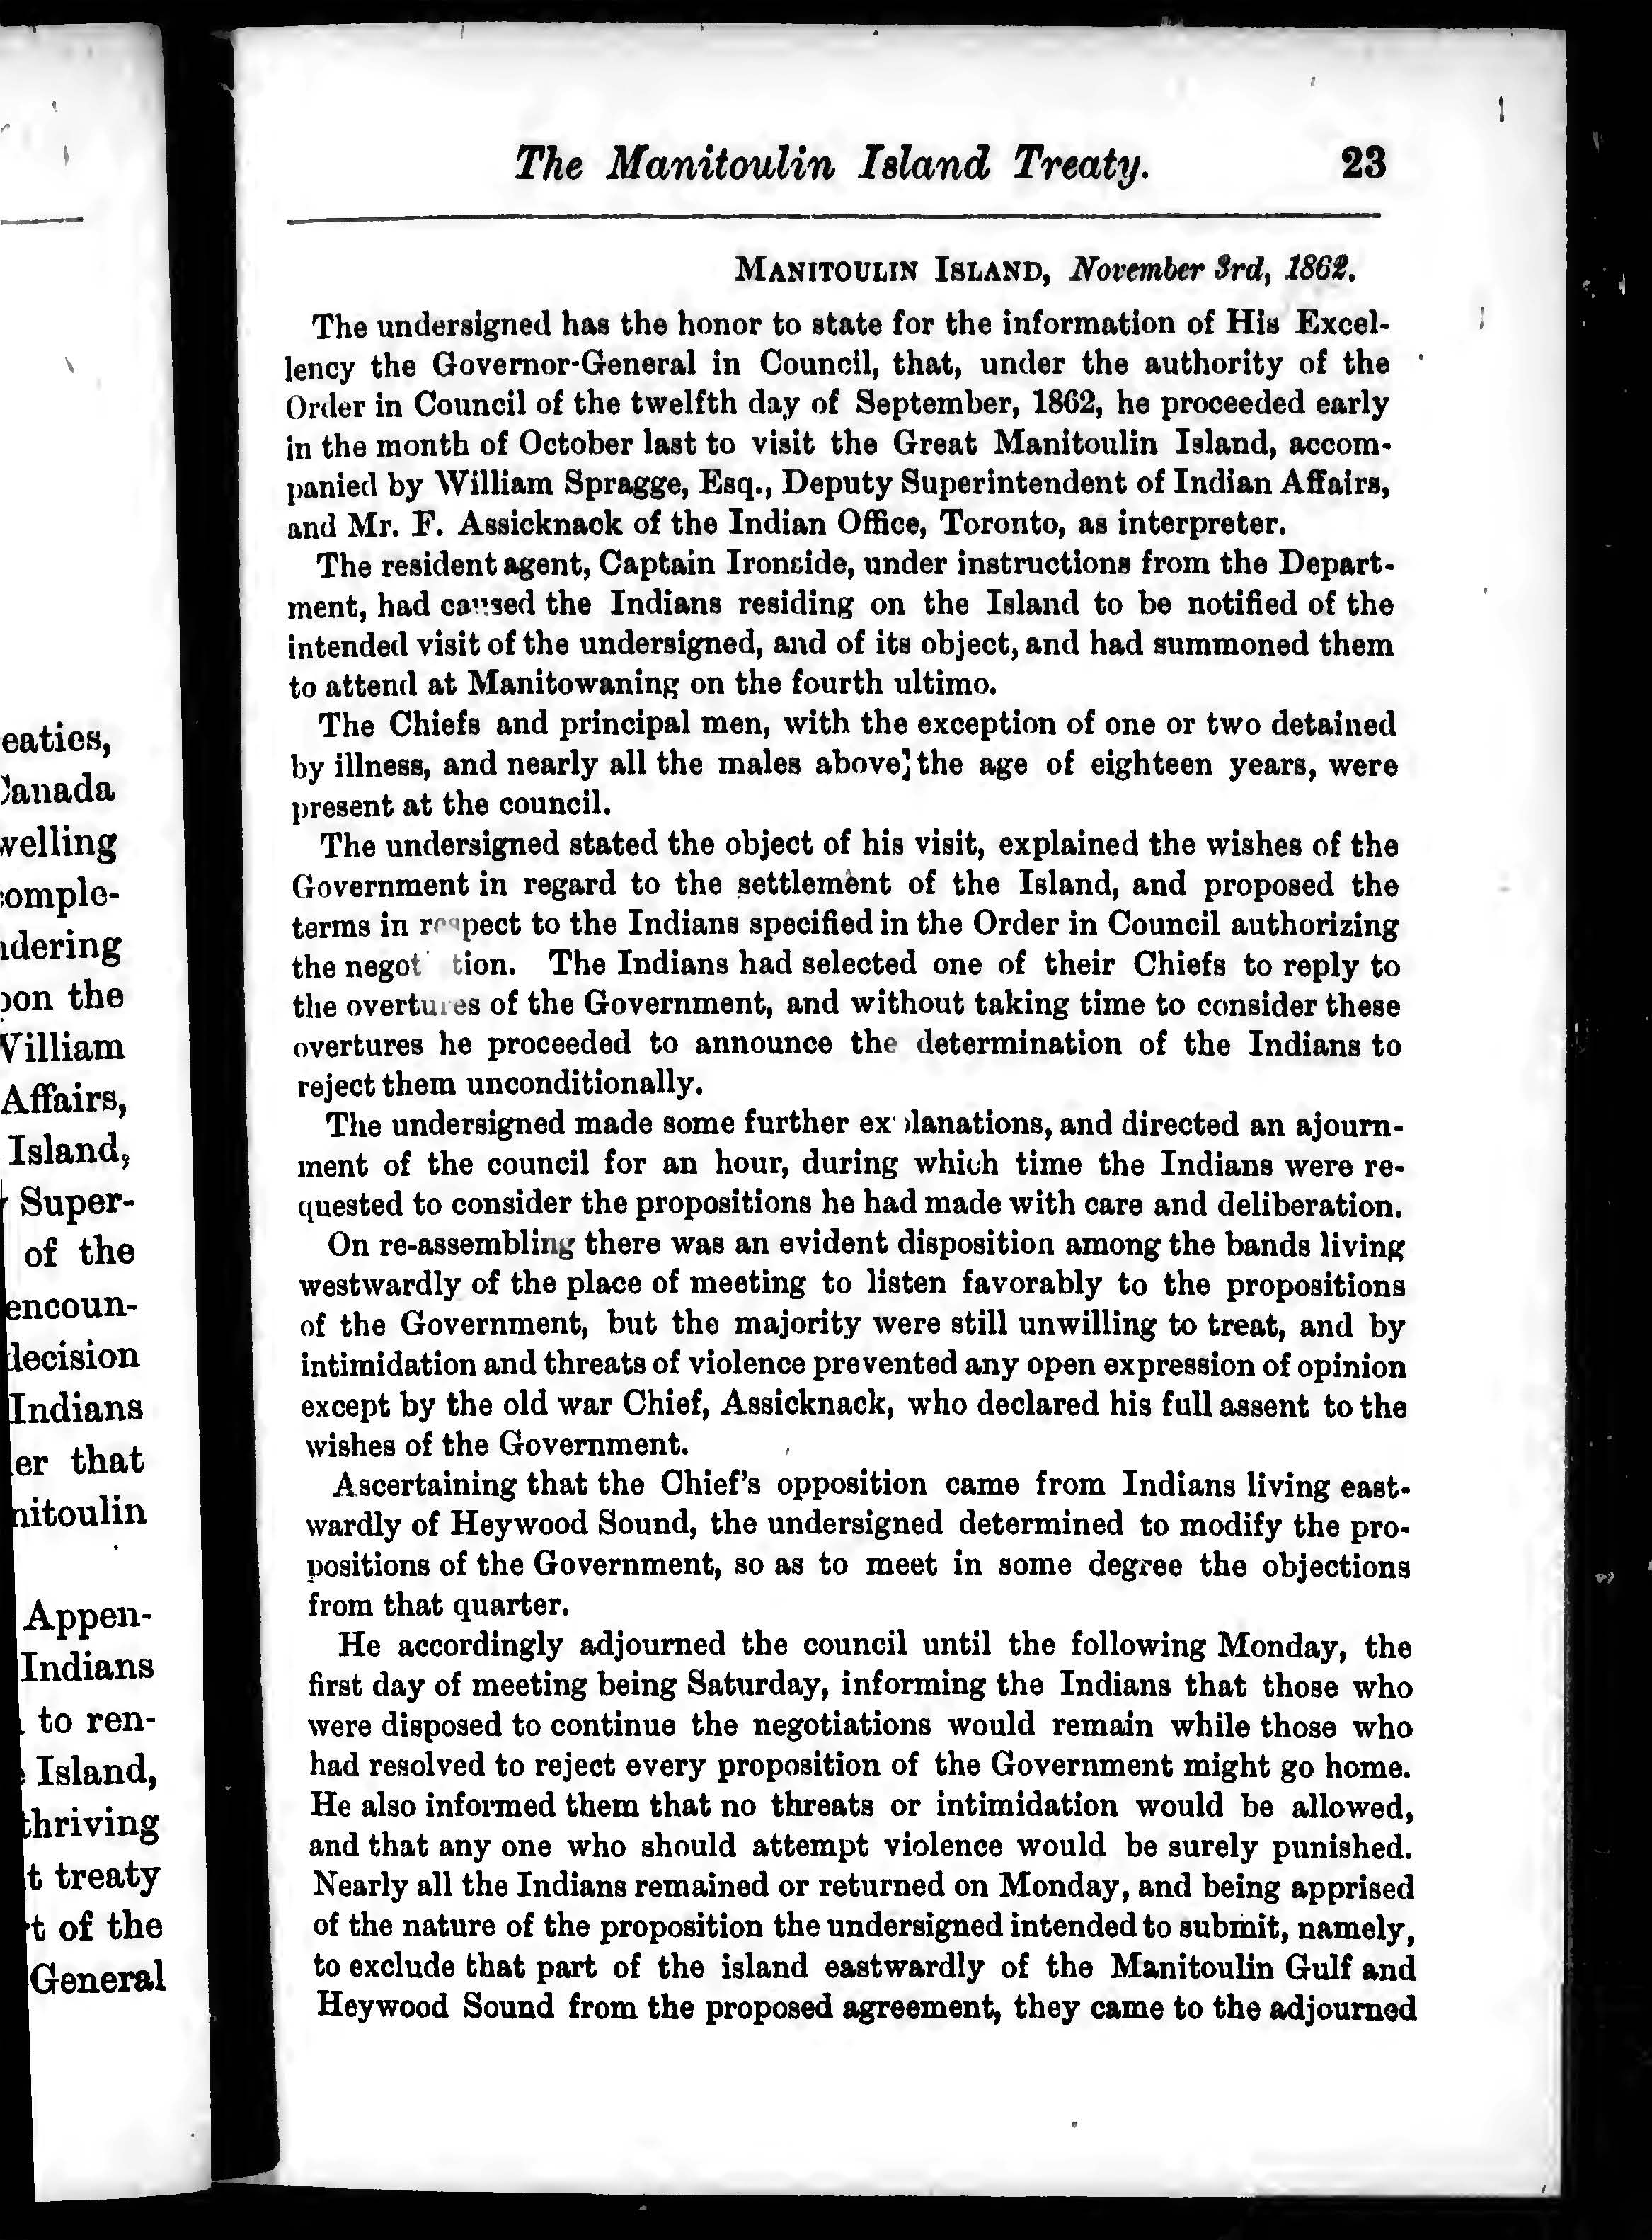 eaties,
Canada
welling
comple-
dering
pon the
William
Affairs,
Island,
Super-
of the
encoun-
decision
Indians
er that
nitoulin
Appen-
Indians
to ren-
Island,
thriving
t treaty
t of the
General
The Manitoulin Island Treaty. 23
MANITOULIN ISLAND, November 3rd, 1862.
The undersigned has the honor to state for the information of His Excel-
lency the Governor-General in Council, that, under the authority of the
Order in Council of the twelfth day of September, 1862, he proceeded early
in the month of October last to visit the Great Manitoulin Island, accom-
panied by William Spragge, Esq., Deputy Superintendent of Indian Affairs,
and Mr. F. Assicknack of the Indian Office, Toronto, as interpreter.
The resident agent, Captain Ironside, under instructions from the Depart-
ment, had caused the Indians residing on the Island to be notified of the
intended visit of the undersigned, and of its object, and had summoned them
to attend at Manitowaning on the fourth ultimo.
The Chiefs and principal men, with the exception of one or two detained
by illness, and nearly all the males above the age of eighteen years, were
present at the council.
The undersigned stated the object of his visit, explained the wishes of the
Government in regard to the settlement of the Island, and proposed the
terms in respect to the Indians specified in the Order in Council authorizing
the negotiation. The Indians had selected one of their Chiefs to reply to
the overtures of the Government, and without taking time to consider these
overtures he proceeded to announce the determination of the Indians to
reject them unconditionally.
The undersigned made some further explanations, and directed an ajourn-
ment of the council for an hour, during which time the Indians were re-
quested to consider the propositions he had made with care and deliberation.
On re-assembling there was an evident disposition among the bands living
westwardly of the place of meeting to listen favorably to the propositions
of the Government, but the majority were still unwilling to treat, and by
intimidation and threats of violence prevented any open expression of opinion
except by the old war Chief, Assicknack, who declared his full assent to the
wishes of the Government.
Ascertaining that the Chief's opposition came from Indians living east-
wardly of Heywood Sound, the undersigned determined to modify the pro-
positions of the Government, so as to meet in some degree the objections
from that quarter.
He accordingly adjourned the council until the following Monday, the
first day of meeting being Saturday, informing the Indians that those who
were disposed to continue the negotiations would remain while those who
had resolved to reject every proposition of the Government might go home.
He also informed them that no threats or intimidation would be allowed,
and that any one who should attempt violence would be surely punished.
Nearly all the Indians remained or returned on Monday, and being apprised
of the nature of the proposition the undersigned intended to submit, namely,
to exclude that part of the island eastwardly of the Manitoulin Gulf and
Heywood Sound from the proposed agreement, they came to the adjourned